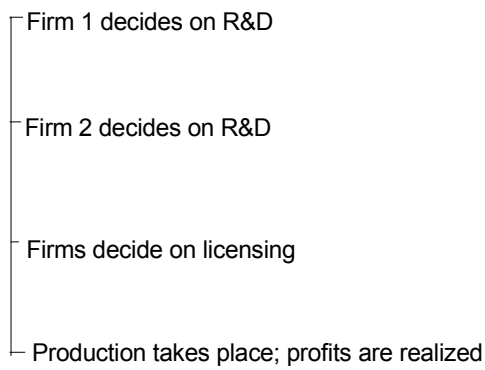 Firm 1 decides on R&D
Firm 2 decides on R&D
Firms decide on licensing
Production takes place; profits are realized